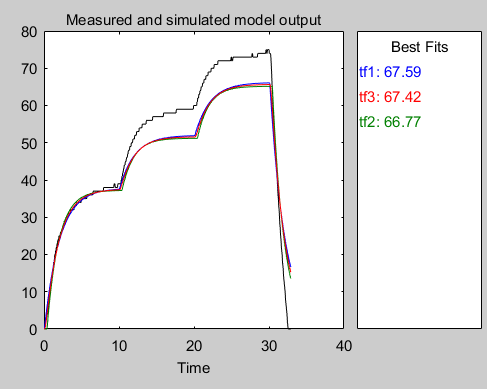 Measured and simulated model output
80
70
60
50
40
30
20
10
0
0 10 20 30 40
Time
Best Fits
tf1: 67.59
tf3: 67.42
tf2: 66.77